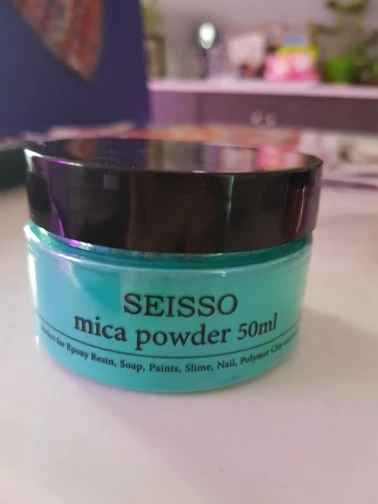 SEISSO
mica powder 50ml
for Epoxy Resin, Soap, Paints, Slime, Nail, Polymer Clay